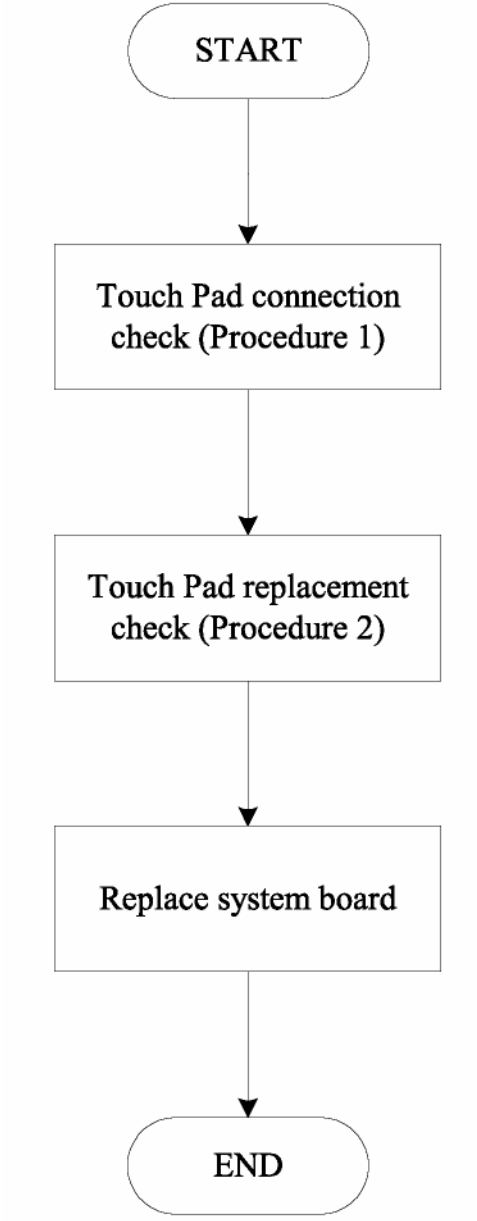 START
Touch Pad connection
check (Procedure 1)
Touch Pad replacement
check (Procedure 2)
Replace system board
END